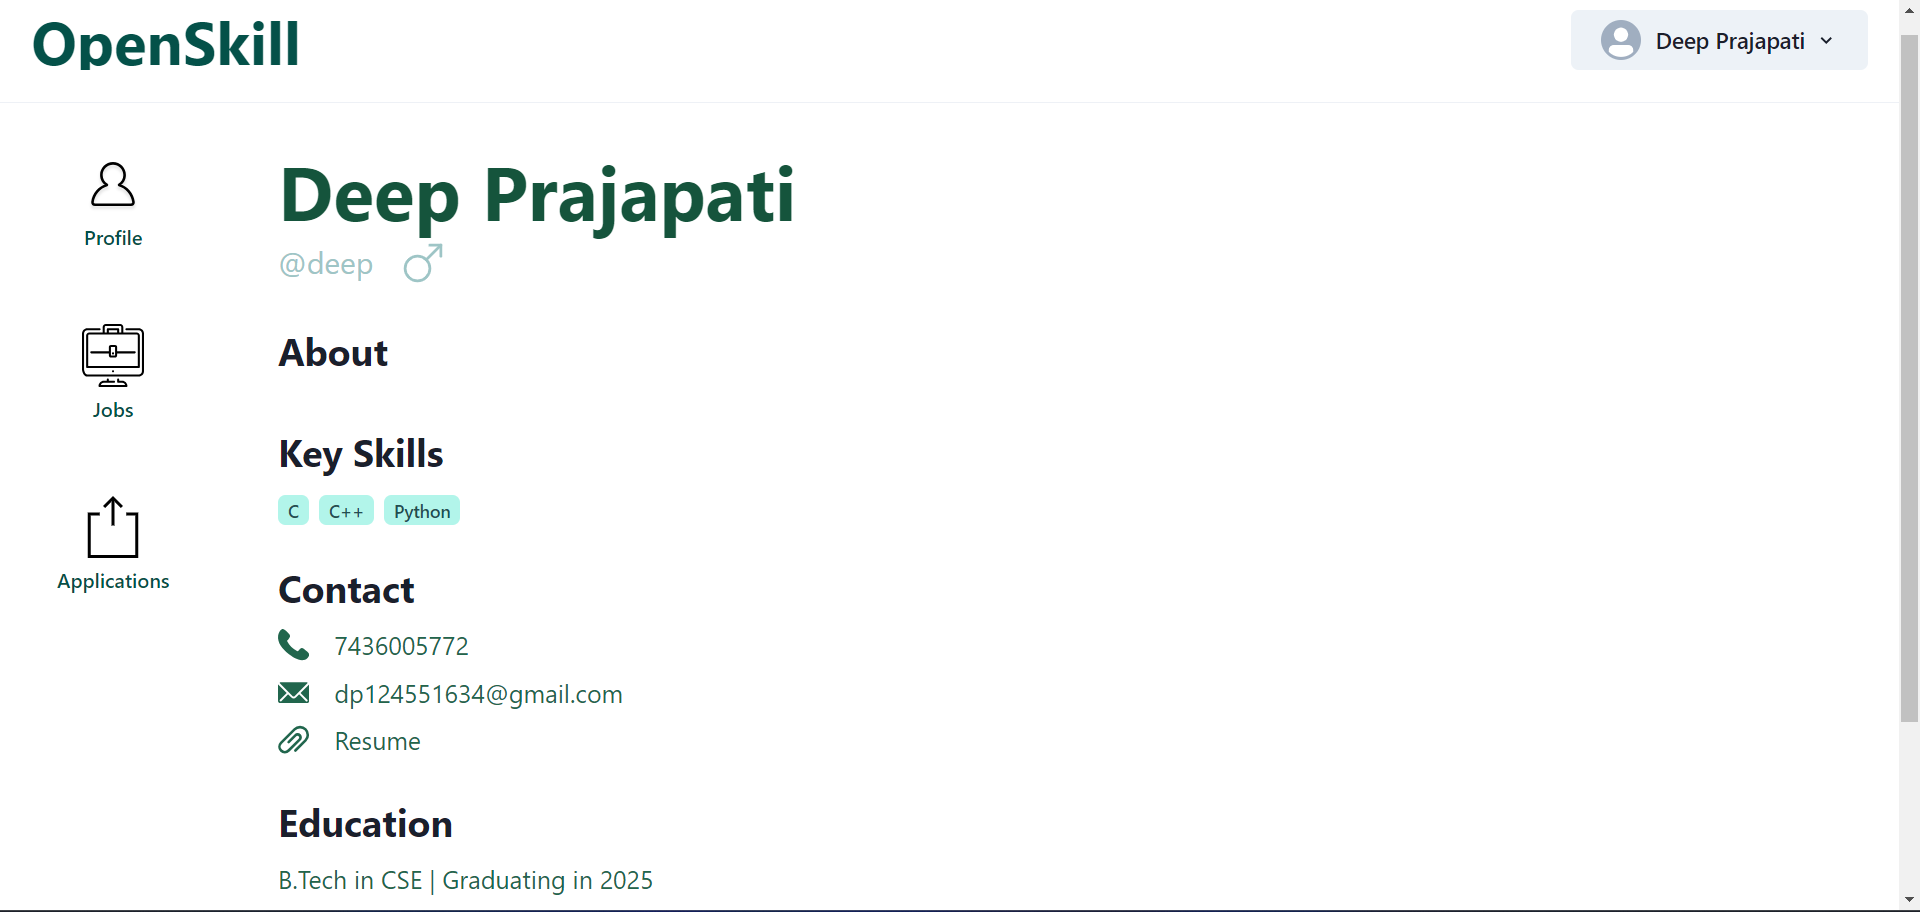 OpenSkill
Deep Prajapati
Profile
Jobs
Applications
Deep Prajapati
@deep
About
Key Skills
C C++ Python
Contact
7436005772
dp124551634@gmail.com
Resume
Education
B.Tech in CSE | Graduating in 2025